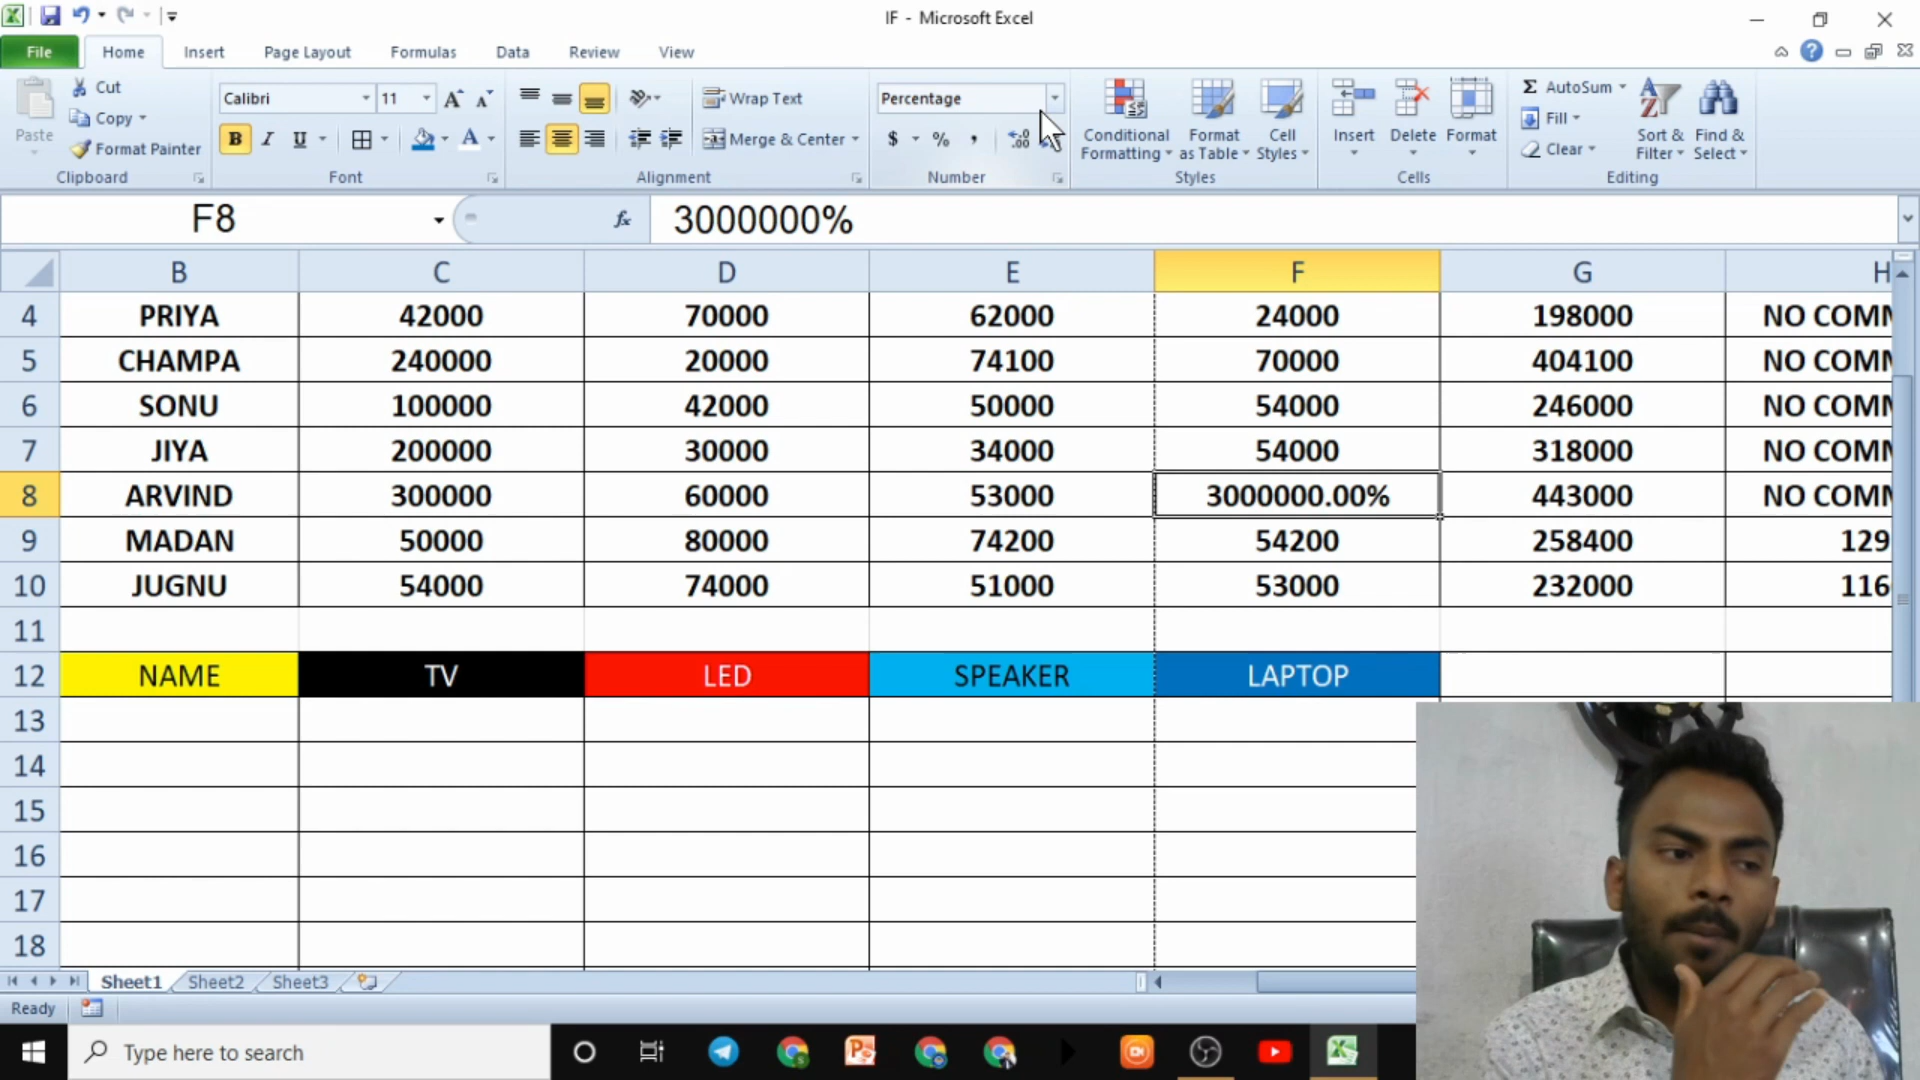 IF - Microsoft Excel
File Home Insert Page Layout Formulas Data Review View
Paste
Cut
Copy
Format Painter
Clipboard
Calibri 11
B I U
Font
Wrap Text
Merge & Center
Alignment
Percentage
$ % ,
Number
Conditional Formatting
Format as Table
Cell Styles
Styles
Insert Delete Format
Cells
Σ AutoSum
Fill
Clear
Sort & Filter
Find & Select
Editing
F8 fx 3000000%
B C D E F G H
4 PRIYA 42000 70000 62000 24000 198000 NO COMM
5 CHAMPA 240000 20000 74100 70000 404100 NO COMM
6 SONU 100000 42000 50000 54000 246000 NO COMM
7 JIYA 200000 30000 34000 54000 318000 NO COMM
8 ARVIND 300000 60000 53000 3000000.00% 443000 NO COMM
9 MADAN 50000 80000 74200 54200 258400 129
10 JUGNU 54000 74000 51000 53000 232000 116
11
12 NAME TV LED SPEAKER LAPTOP
13
14
15
16
17
18
Sheet1 Sheet2 Sheet3
Ready
Type here to search